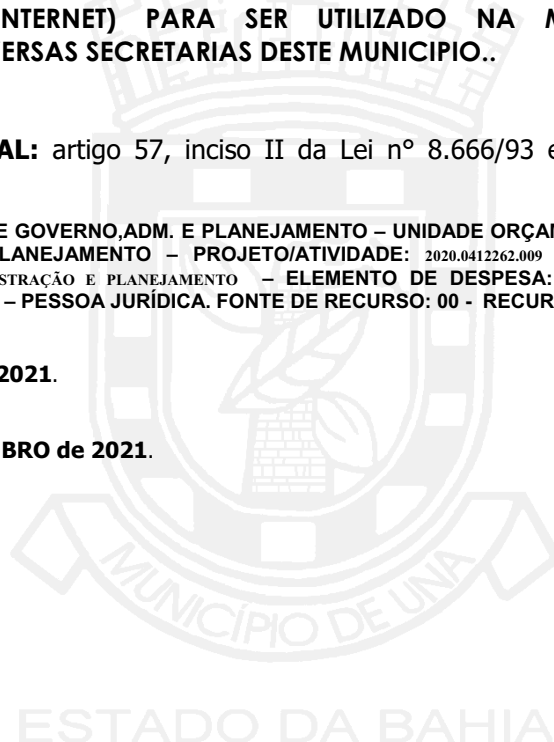 INTERNET) PARA SER UTILIZADO NA
ERSAS SECRETARIAS DESTE MUNICIPIO..
AL: artigo 57, inciso II da Lei n° 8.666/93 e
E GOVERNO,ADM. E PLANEJAMENTO – UNIDADE ORÇAN
LANEJAMENTO – PROJETO/ATIVIDADE: 2020.0412262.009
STRAÇÃO E PLANEJAMENTO – ELEMENTO DE DESPESA:
– PESSOA JURÍDICA. FONTE DE RECURSO: 00 - RECUR
2021.
BRO de 2021.
MUNICÍPIO DE UNA
ESTADO DA BAHIA